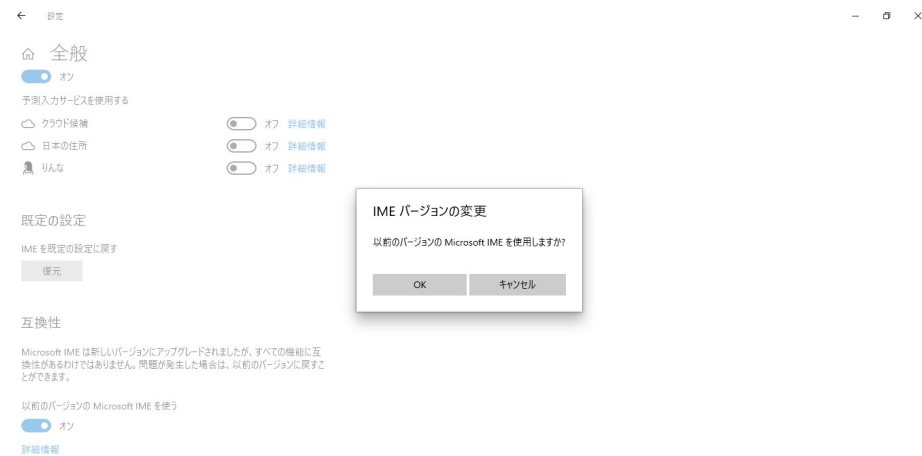 設定
全般
オン
予測入力サービスを使用する
クラウド候補 オフ 詳細情報
日本の住所 オフ 詳細情報
りんな オフ 詳細情報
既定の設定
IME を既定の設定に戻す
復元
互換性
Microsoft IME は新しいバージョンにアップグレードされましたが、すべての機能に互
換性があるわけではありません。問題が発生した場合は、以前のバージョンに戻すこ
とができます。
以前のバージョンの Microsoft IME を使う
オン
詳細情報
IME バージョンの変更
以前のバージョンの Microsoft IME を使用しますか?
OK キャンセル